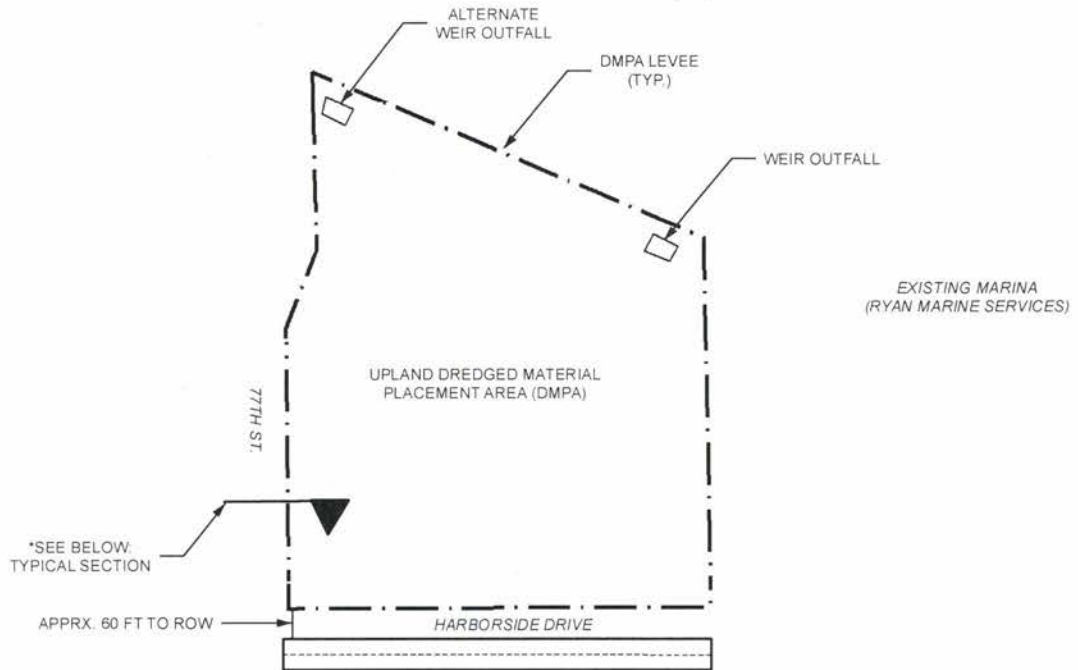 ALTERNATE
WEIR OUTFALL
DMPA LEVEE
(TYP.)
WEIR OUTFALL
EXISTING MARINA
(RYAN MARINE SERVICES)
UPLAND DREDGED MATERIAL
PLACEMENT AREA (DMPA)
77TH ST.
*SEE BELOW:
TYPICAL SECTION
APPRX. 60 FT TO ROW
HARBORSIDE DRIVE